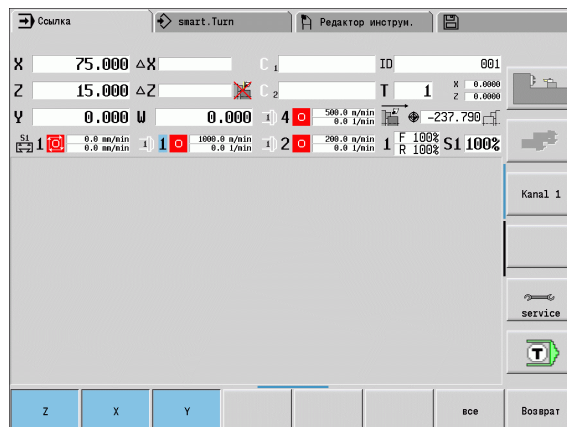 Ссылка smart.Turn Редактор инструм.
X 75.000 ΔX C 1 ID 001
Z 15.000 ΔZ C 2 T 1 X 0.0000 Z 0.0000
Y 0.000 W 0.000 4 500.0 m/min 0.0 1/min -237.790
S1 1 0.0 mm/min 0.0 mm/min 1 1000.0 m/min 0.0 1/min 2 200.0 m/min 0.0 1/min 1 F 100% R 100% S1 100%
Kanal 1
service
T
Z X Y все Возврат